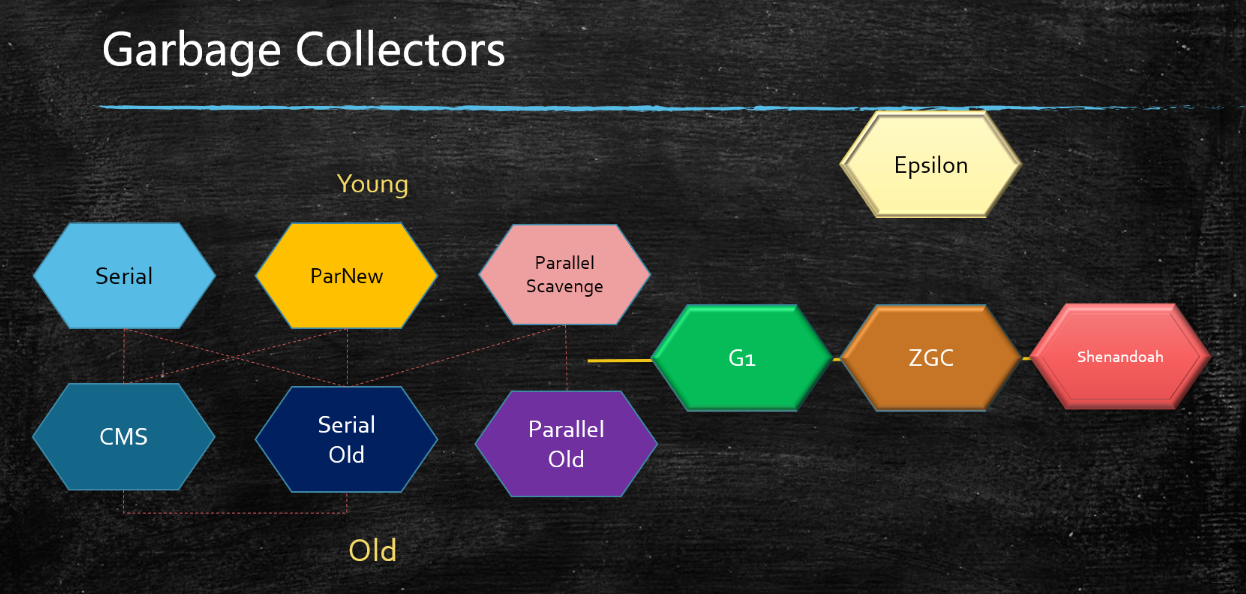 Garbage Collectors
Epsilon
Young
Serial
ParNew
Parallel
Scavenge
G1
ZGC
Shenandoah
CMS
Serial
Old
Parallel
Old
Old